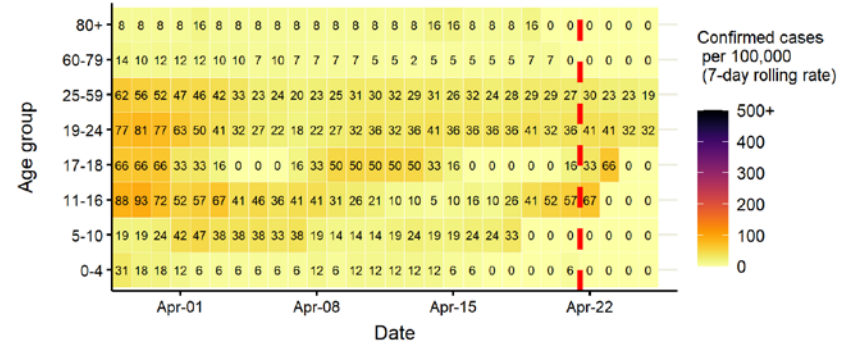 80+ 8 8 8 8 16 8 8 8 8 8 8 8 8 8 8 8 16 16 8 8 8 16 0 0 0 0 0 0
60-79 14 10 12 12 12 10 10 7 10 7 7 7 7 5 5 2 5 5 5 5 5 7 7 0 0 0 0 0
25-59 62 56 52 47 46 42 33 23 24 20 23 25 31 30 32 29 31 26 32 24 28 29 29 27 30 23 23 19
19-24 77 81 77 63 50 41 32 27 22 18 22 27 32 36 32 36 41 36 36 36 36 41 32 36 41 41 32 32
17-18 66 66 66 33 33 16 0 0 0 16 33 50 50 50 50 50 33 16 0 0 0 0 0 16 33 66 0 0
11-16 88 93 72 52 57 67 41 46 36 41 41 31 26 21 10 10 5 10 16 10 26 41 52 57 67 0 0 0
5-10 19 19 24 42 47 38 38 38 33 38 19 14 14 14 19 24 19 19 24 24 33 0 0 0 0 0 0 0
0-4 31 18 18 12 6 6 6 6 6 6 12 6 12 12 12 12 12 6 6 0 0 0 0 6 0 0 0 0
Age group
Apr-01 Apr-08 Apr-15 Apr-22
Date
Confirmed cases
per 100,000
(7-day rolling rate)
500+
400
300
200
100
0